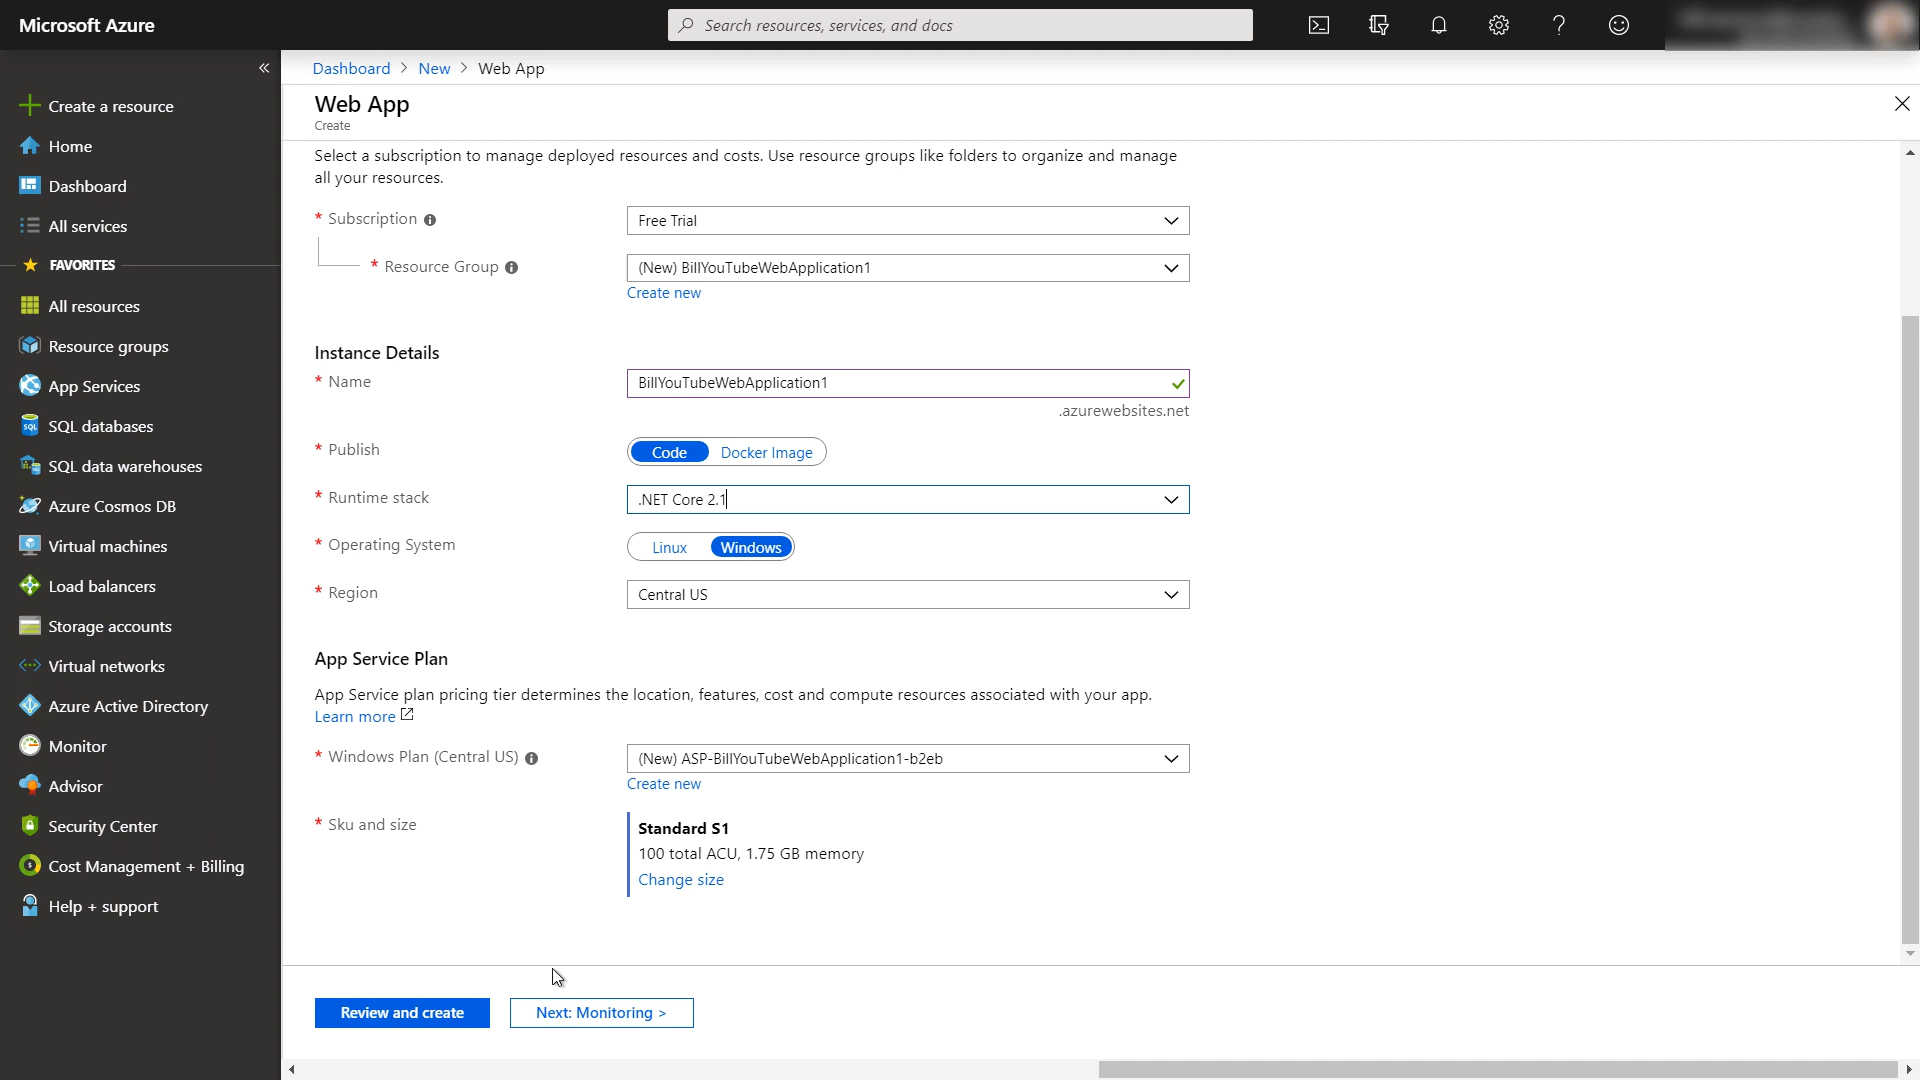 Microsoft Azure
Search resources, services, and docs
Dashboard > New > Web App
Create a resource
Home
Dashboard
All services
FAVORITES
All resources
Resource groups
App Services
SQL databases
SQL data warehouses
Azure Cosmos DB
Virtual machines
Load balancers
Storage accounts
Virtual networks
Azure Active Directory
Monitor
Advisor
Security Center
Cost Management + Billing
Help + support
Web App
Create
Select a subscription to manage deployed resources and costs. Use resource groups like folders to organize and manage
all your resources.
* Subscription
Free Trial
* Resource Group
(New) BillYouTubeWebApplication1
Create new
Instance Details
* Name
BillYouTubeWebApplication1
.azurewebsites.net
* Publish
Code Docker Image
* Runtime stack
.NET Core 2.1
* Operating System
Linux Windows
* Region
Central US
App Service Plan
App Service plan pricing tier determines the location, features, cost and compute resources associated with your app.
Learn more
* Windows Plan (Central US)
(New) ASP-BillYouTubeWebApplication1-b2eb
Create new
* Sku and size
Standard S1
100 total ACU, 1.75 GB memory
Change size
Review and create
Next: Monitoring >